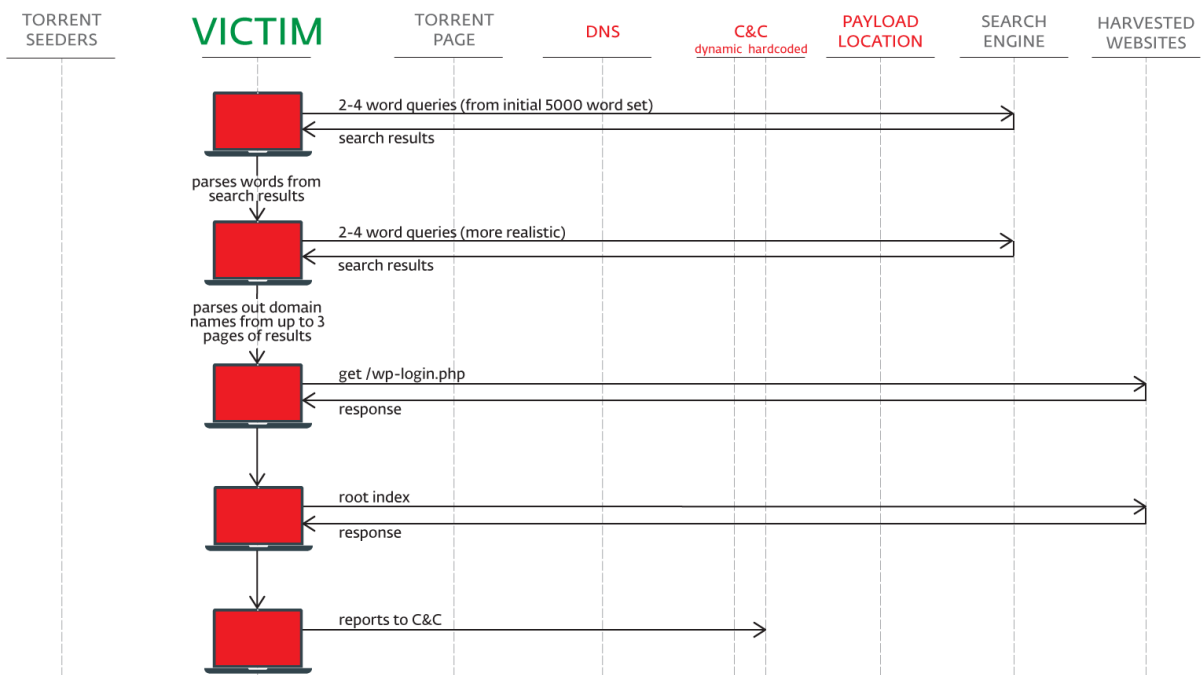 TORRENT
SEEDERS
VICTIM
TORRENT
PAGE
DNS
C&C
dynamic hardcoded
PAYLOAD
LOCATION
SEARCH
ENGINE
HARVESTED
WEBSITES
2-4 word queries (from initial 5000 word set)
search results
parses words from
search results
2-4 word queries (more realistic)
search results
parses out domain
names from up to 3
pages of results
get /wp-login.php
response
root index
response
reports to C&C